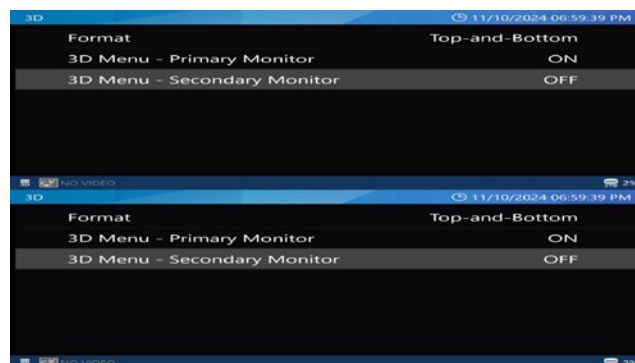 3D 11/10/2024 06:59:39 PM
Format Top-and-Bottom
3D Menu - Primary Monitor ON
3D Menu - Secondary Monitor OFF
NO VIDEO
3D 11/10/2024 06:59:39 PM
Format Top-and-Bottom
3D Menu - Primary Monitor ON
3D Menu - Secondary Monitor OFF
NO VIDEO